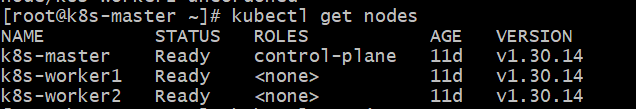 [root@k8s-master ~]# kubectl get nodes
NAME STATUS ROLES AGE VERSION
k8s-master Ready control-plane 11d v1.30.14
k8s-worker1 Ready <none> 11d v1.30.14
k8s-worker2 Ready <none> 11d v1.30.14